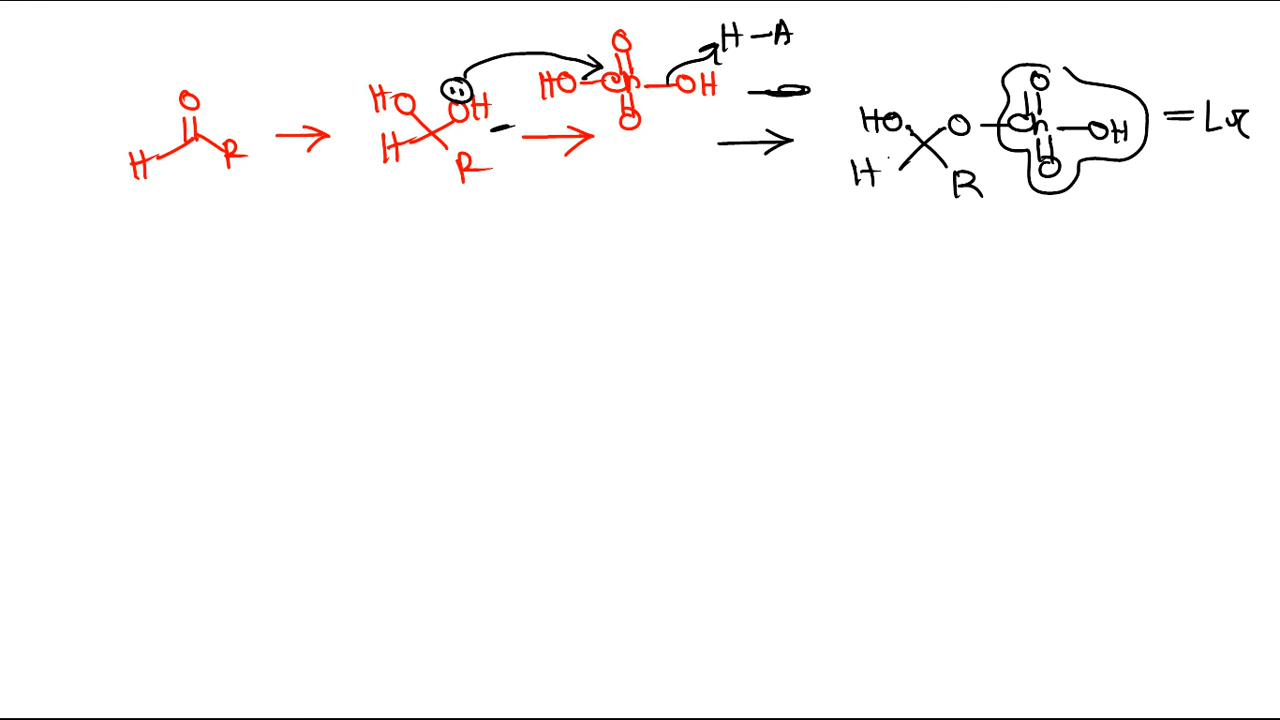 H O R
HO OH H R
HO Cr OH O O
H-A
HO O Cr OH O O H R
= LG